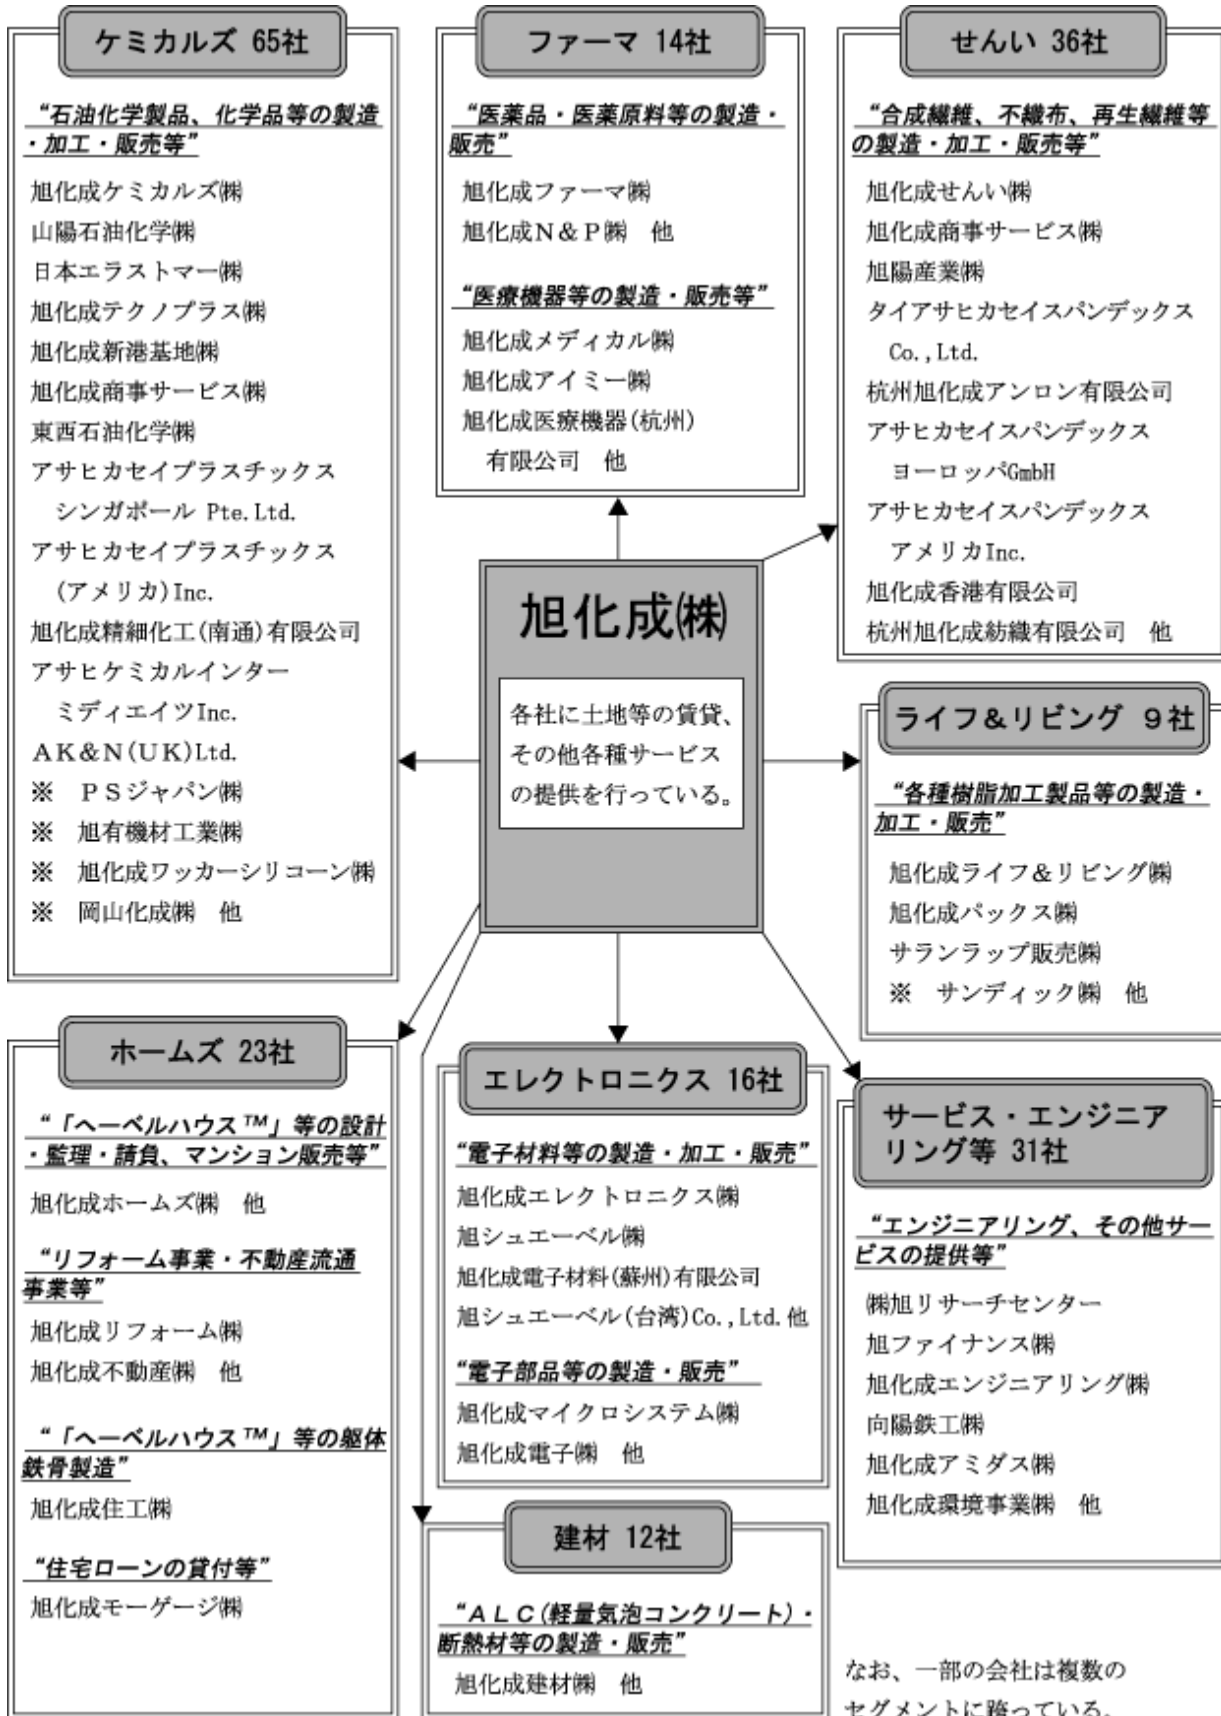 ケミカルズ 65社
“石油化学製品、化学品等の製造
・加工・販売等”
旭化成ケミカルズ㈱
山陽石油化学㈱
日本エラストマー㈱
旭化成テクノプラス㈱
旭化成新港基地㈱
旭化成商事サービス㈱
東西石油化学㈱
アサヒカセイプラスチックス
シンガポール Pte.Ltd.
アサヒカセイプラスチックス
(アメリカ)Inc.
旭化成精細化工(南通)有限公司
アサヒケミカルインター
ミディエイツInc.
ＡＫ＆Ｎ(ＵＫ)Ltd.
※　ＰＳジャパン㈱
※　旭有機材工業㈱
※　旭化成ワッカーシリコーン㈱
※　岡山化成㈱　他
ファーマ 14社
“医薬品・医薬原料等の製造・
販売”
旭化成ファーマ㈱
旭化成Ｎ＆Ｐ㈱　他
“医療機器等の製造・販売等”
旭化成メディカル㈱
旭化成アイミー㈱
旭化成医療機器(杭州)
有限公司　他
せんい 36社
“合成繊維、不織布、再生繊維等
の製造・加工・販売等”
旭化成せんい㈱
旭化成商事サービス㈱
旭陽産業㈱
タイアサヒカセイスパンデックス
Co.,Ltd.
杭州旭化成アンロン有限公司
アサヒカセイスパンデックス
ヨーロッパGmbH
アサヒカセイスパンデックス
アメリカInc.
旭化成香港有限公司
杭州旭化成紡織有限公司　他
旭化成㈱
各社に土地等の賃貸、
その他各種サービス
の提供を行っている。
ライフ＆リビング 9社
“各種樹脂加工製品等の製造・
加工・販売”
旭化成ライフ＆リビング㈱
旭化成パックス㈱
サランラップ販売㈱
※　サンディック㈱　他
ホームズ 23社
“「ヘーベルハウス™」等の設計
・監理・請負、マンション販売等”
旭化成ホームズ㈱　他
“リフォーム事業・不動産流通
事業等”
旭化成リフォーム㈱
旭化成不動産㈱　他
“「ヘーベルハウス™」等の躯体
鉄骨製造”
旭化成住工㈱
“住宅ローンの貸付等”
旭化成モーゲージ㈱
エレクトロニクス 16社
“電子材料等の製造・加工・販売”
旭化成エレクトロニクス㈱
旭シュエーベル㈱
旭化成電子材料(蘇州)有限公司
旭シュエーベル(台湾)Co.,Ltd.他
“電子部品等の製造・販売”
旭化成マイクロシステム㈱
旭化成電子㈱　他
建材 12社
“ＡＬＣ(軽量気泡コンクリート)・
断熱材等の製造・販売”
旭化成建材㈱　他
サービス・エンジニア
リング等 31社
“エンジニアリング、その他サー
ビスの提供等”
㈱旭リサーチセンター
旭ファイナンス㈱
旭化成エンジニアリング㈱
向陽鉄工㈱
旭化成アミダス㈱
旭化成環境事業㈱　他
なお、一部の会社は複数の
セグメントに跨っている。